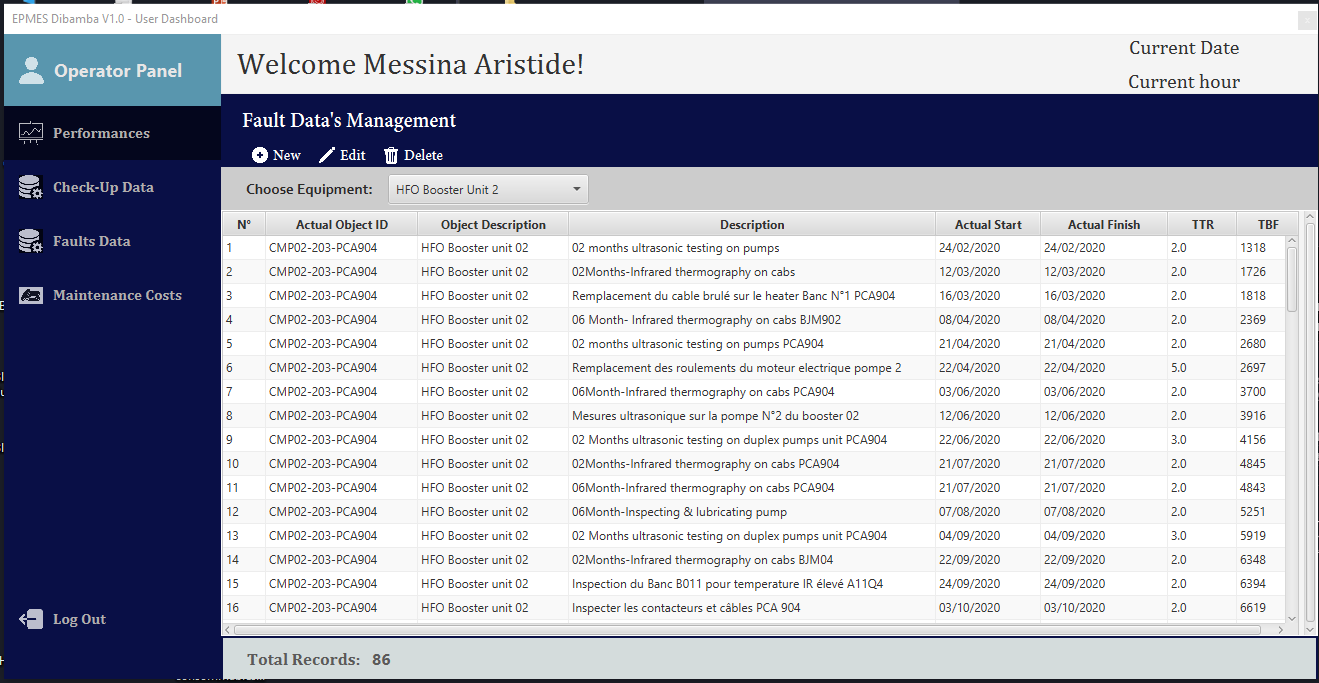 EPMES Dibamba V1.0 - User Dashboard
Operator Panel
Welcome Messina Aristide!
Current Date
Current hour
Performances
Check-Up Data
Faults Data
Maintenance Costs
Log Out
Fault Data's Management
New Edit Delete
Choose Equipment: HFO Booster Unit 2
N° Actual Object ID Object Description Description Actual Start Actual Finish TTR TBF
1 CMP02-203-PCA904 HFO Booster unit 02 02 months ultrasonic testing on pumps 24/02/2020 24/02/2020 2.0 1318
2 CMP02-203-PCA904 HFO Booster unit 02 02Months-Infrared thermography on cabs 12/03/2020 12/03/2020 2.0 1726
3 CMP02-203-PCA904 HFO Booster unit 02 Remplacement du cable brulé sur le heater Banc N°1 PCA904 16/03/2020 16/03/2020 2.0 1818
4 CMP02-203-PCA904 HFO Booster unit 02 06 Month- Infrared thermography on cabs BJM902 08/04/2020 08/04/2020 2.0 2369
5 CMP02-203-PCA904 HFO Booster unit 02 02 months ultrasonic testing on pumps PCA904 21/04/2020 21/04/2020 2.0 2680
6 CMP02-203-PCA904 HFO Booster unit 02 Remplacement des roulements du moteur electrique pompe 2 22/04/2020 22/04/2020 5.0 2697
7 CMP02-203-PCA904 HFO Booster unit 02 06Month-Infrared thermography on cabs PCA904 03/06/2020 03/06/2020 2.0 3700
8 CMP02-203-PCA904 HFO Booster unit 02 Mesures ultrasonique sur la pompe N°2 du booster 02 12/06/2020 12/06/2020 2.0 3916
9 CMP02-203-PCA904 HFO Booster unit 02 02 Months ultrasonic testing on duplex pumps unit PCA904 22/06/2020 22/06/2020 3.0 4156
10 CMP02-203-PCA904 HFO Booster unit 02 02Months-Infrared thermography on cabs PCA904 21/07/2020 21/07/2020 2.0 4845
11 CMP02-203-PCA904 HFO Booster unit 02 06Month-Infrared thermography on cabs PCA904 21/07/2020 21/07/2020 2.0 4843
12 CMP02-203-PCA904 HFO Booster unit 02 06Month-Inspecting & lubricating pump 07/08/2020 07/08/2020 2.0 5251
13 CMP02-203-PCA904 HFO Booster unit 02 02 Months ultrasonic testing on duplex pumps unit PCA904 04/09/2020 04/09/2020 3.0 5919
14 CMP02-203-PCA904 HFO Booster unit 02 02Months-Infrared thermography on cabs BJM04 22/09/2020 22/09/2020 2.0 6348
15 CMP02-203-PCA904 HFO Booster unit 02 Inspection du Banc B011 pour temperature IR élevé A11Q4 24/09/2020 24/09/2020 2.0 6394
16 CMP02-203-PCA904 HFO Booster unit 02 Inspecter les contacteurs et câbles PCA 904 03/10/2020 03/10/2020 2.0 6619
Total Records: 86